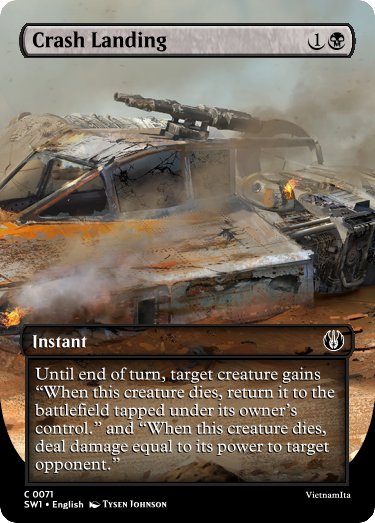 Crash Landing 1
Instant
Until end of turn, target creature gains
“When this creature dies, return it to the
battlefield tapped under its owner’s
control.” and “When this creature dies,
deal damage equal to its power to target
opponent.”
C 0071
SW1 • English TYSEN JOHNSON
VietnamIta